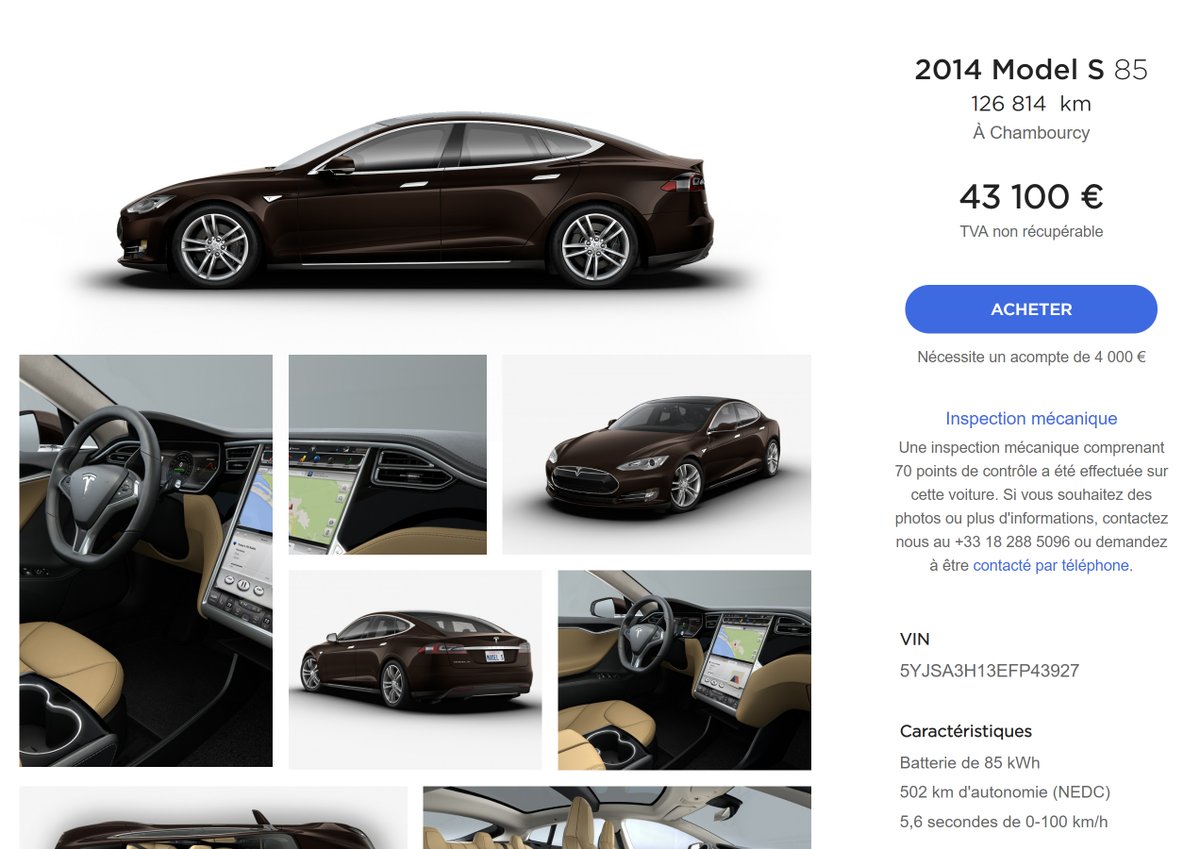 2014 Model S 85
126 814 km
À Chambourcy
43 100 €
TVA non récupérable
ACHETER
Nécessite un acompte de 4 000 €
Inspection mécanique
Une inspection mécanique comprenant
70 points de contrôle a été effectuée sur
cette voiture. Si vous souhaitez des
photos ou plus d'informations, contactez
nous au +33 18 288 5096 ou demandez
à être contacté par téléphone.
VIN
5YJSA3H13EFP43927
Caractéristiques
Batterie de 85 kWh
502 km d'autonomie (NEDC)
5,6 secondes de 0-100 km/h
MODEL S